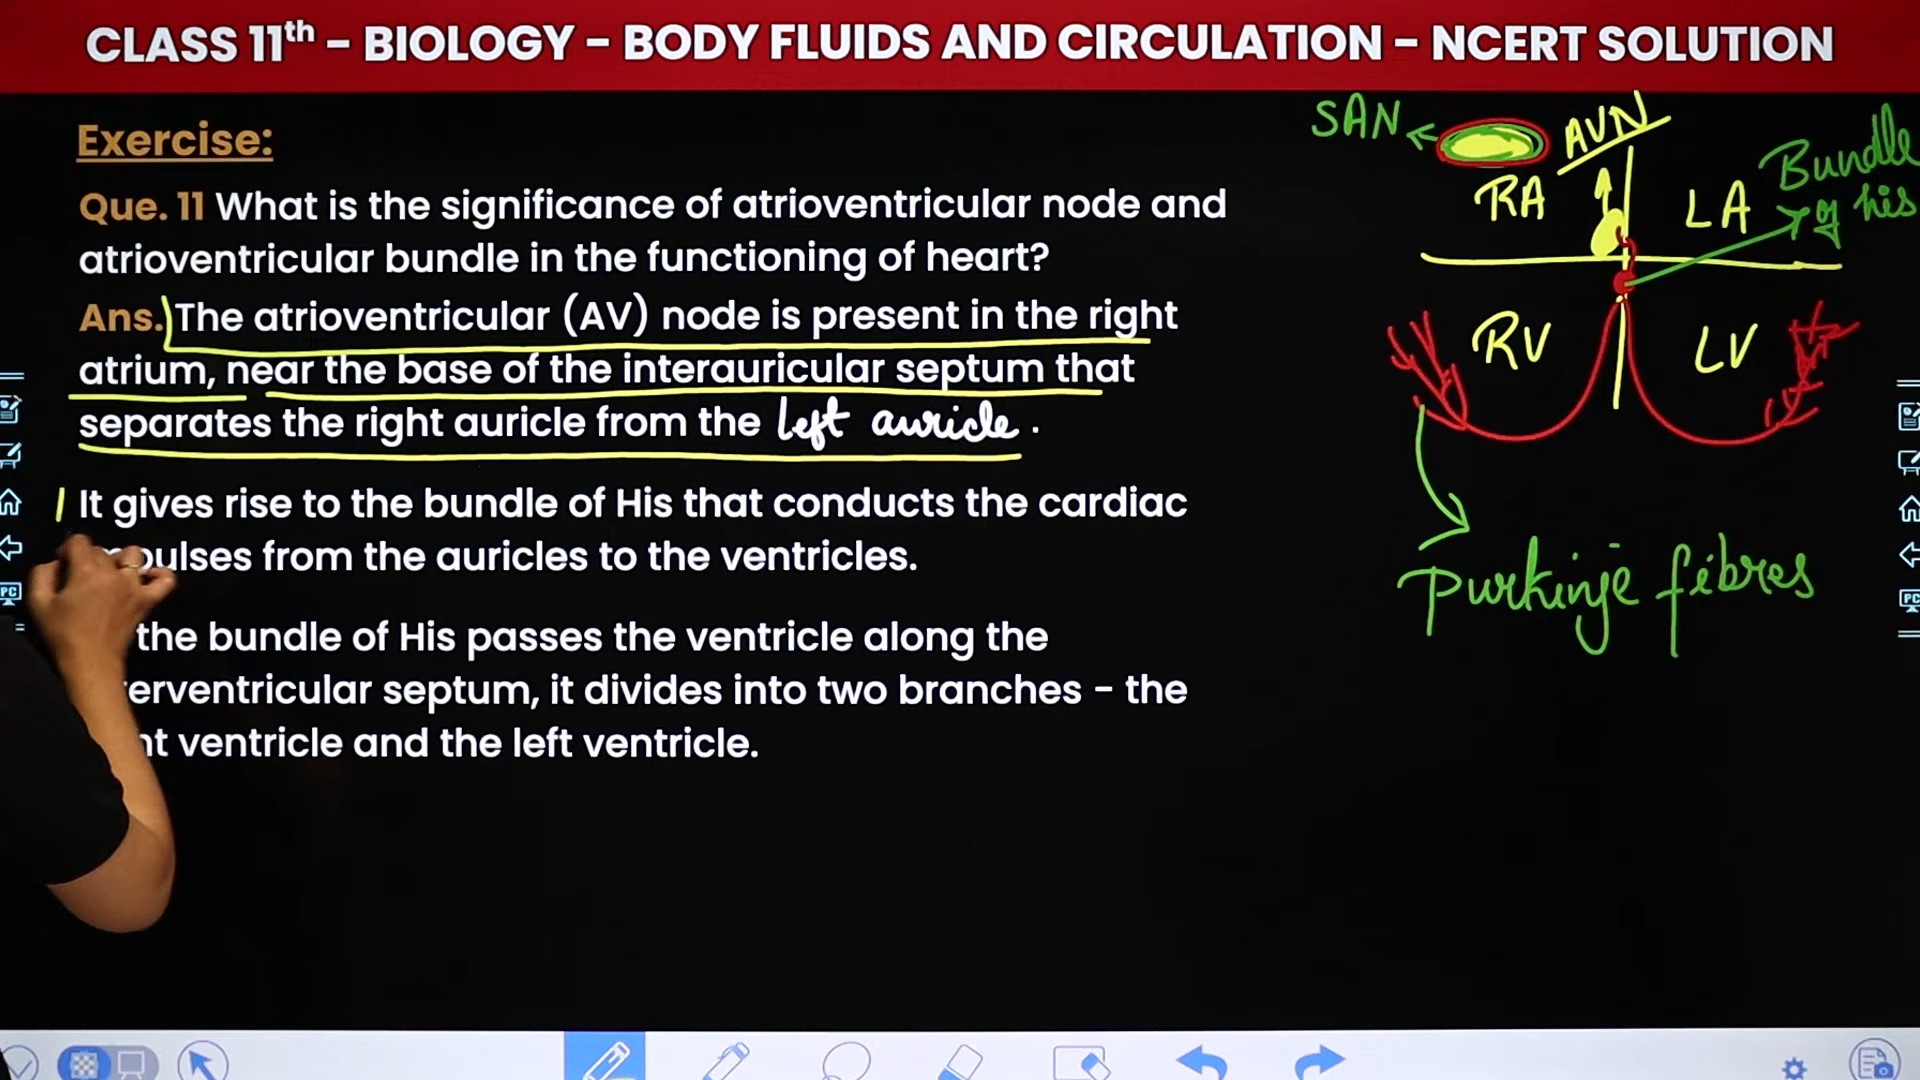 CLASS 11th – BIOLOGY – BODY FLUIDS AND CIRCULATION – NCERT SOLUTION
Exercise:
Que. 11 What is the significance of atrioventricular node and
atrioventricular bundle in the functioning of heart?
Ans. The atrioventricular (AV) node is present in the right
atrium, near the base of the interauricular septum that
separates the right auricle from the left auricle.
It gives rise to the bundle of His that conducts the cardiac
pulses from the auricles to the ventricles.
the bundle of His passes the ventricle along the
erventricular septum, it divides into two branches – the
ventricle and the left ventricle.
SAN
AVN
Bundle
of his
RA
LA
RV
LV
Purkinje fibres
PC
PC